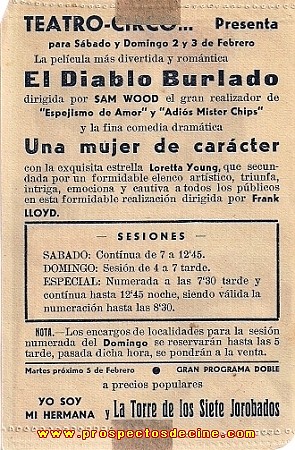 TEATRO-CIRCO... Presenta
para Sábado y Domingo 2 y 3 de Febrero
La película más divertida y romántica
El Diablo Burlado
dirigida por SAM WOOD el gran realizador de
"Espejismo de Amor" y "Adiós Mister Chips"
y la fina comedia dramática
Una mujer de carácter
con la exquisita estrella Loretta Young, que secun-
dada por un formidable elenco artístico, triunfa,
intriga, emociona y cautiva a todos los públicos
en esta formidable realización dirigida por Frank
LLOYD.
SESIONES
SABADO: Contínua de 7 a 12'45.
DOMINGO: Sesión de 4 a 7 tarde.
ESPECIAL: Numerada a las 7'30 tarde y
contínua hasta 12'45 noche, siendo válida la
numeración hasta las 8'30.
NOTA.—Los encargos de localidades para la sesión
numerada del Domingo se reservarán hasta las 5
tarde, pasada dicha hora, se pondrán a la venta.
Martes próximo 5 de Febrero • GRAN PROGRAMA DOBLE
a precios populares
YO SOY
MI HERMANA y La Torre de los Siete Jorobados
www.prospectosdecine.com